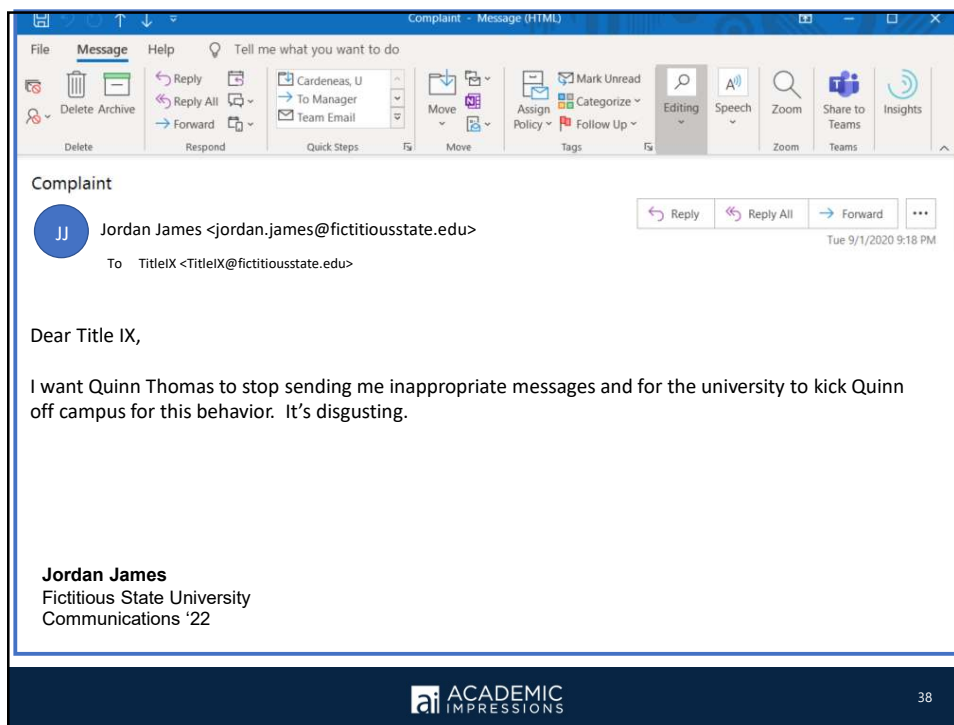 Complaint - Message (HTML)
File Message Help Tell me what you want to do
Delete Archive
Reply
Reply All
Forward
Cardeneas, U
To Manager
Team Email
Move
Assign Policy
Mark Unread
Categorize
Follow Up
Editing
Speech
Zoom
Share to Teams
Insights
Delete Respond Quick Steps Move Tags Zoom Teams
Complaint
JJ
Jordan James <jordan.james@fictitiousstate.edu>
Reply Reply All Forward
Tue 9/1/2020 9:18 PM
To TitleIX <TitleIX@fictitiousstate.edu>
Dear Title IX,
I want Quinn Thomas to stop sending me inappropriate messages and for the university to kick Quinn
off campus for this behavior. It's disgusting.
Jordan James
Fictitious State University
Communications '22
ai ACADEMIC
IMPRESSIONS
38